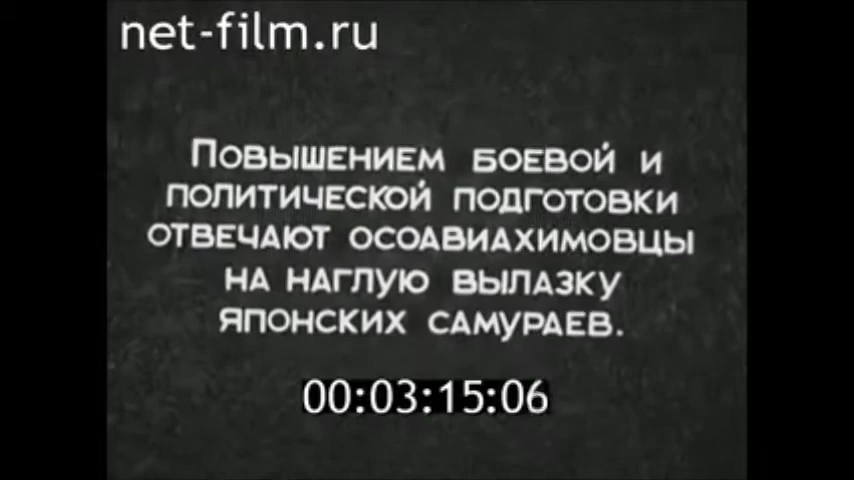 net-film.ru
Повышением боевой и
политической подготовки
отвечают осоавиахимовцы
на наглую вылазку
японских самураев.
00:03:15:06